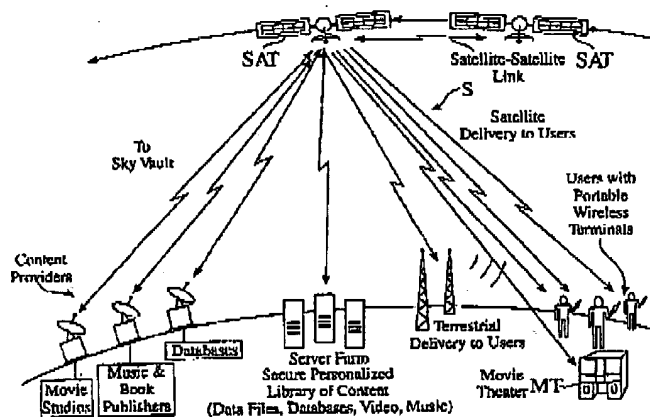 SAT
Satellite-Satellite
Link
SAT
S
Satellite
Delivery to Users
To
Sky Vault
Users with
Portable
Wireless
Terminals
Content
Providers
Databases
Music &
Book
Publishers
Movie
Studios
Server Farm
Secure Personalized
Library of Content
(Data Files, Databases, Video, Music)
Terrestrial
Delivery to Users
Movie
Theater MT